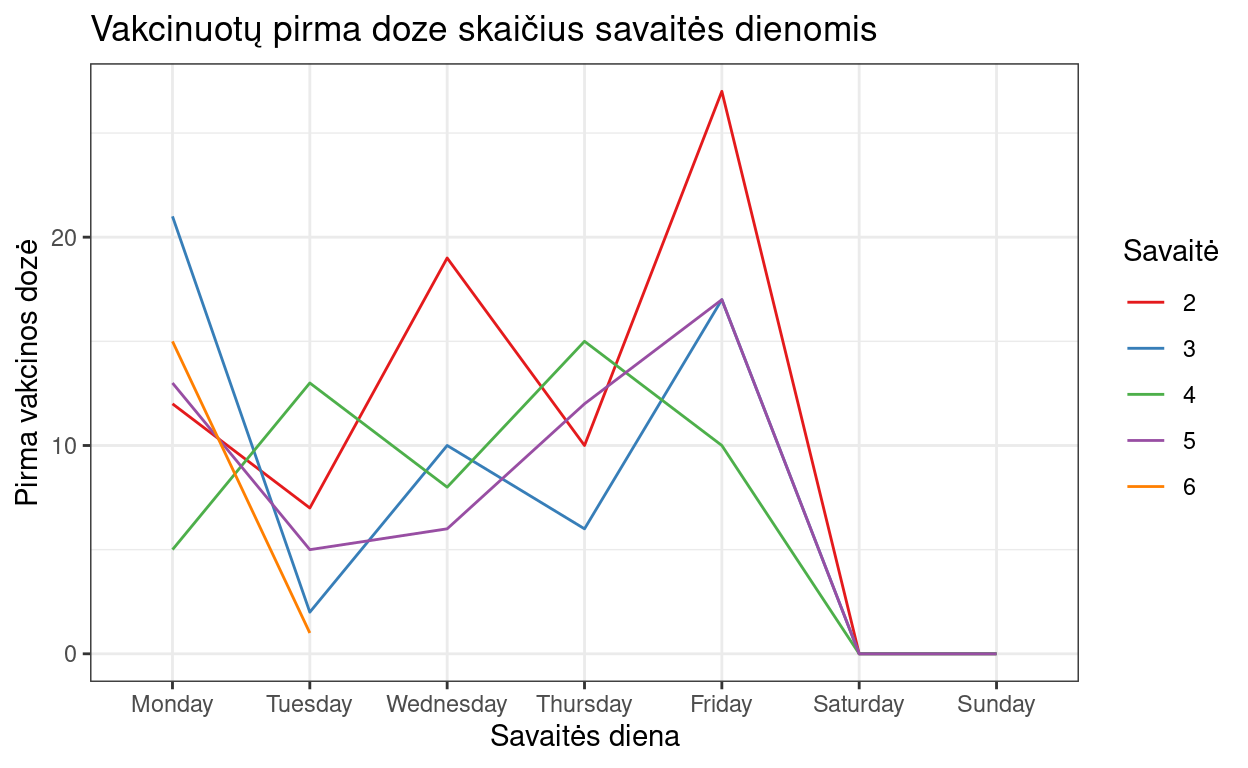 Vakcinuotų pirma doze skaičius savaitės dienomis
Pirma vakcinos dozė
20
10
0
Monday Tuesday Wednesday Thursday Friday Saturday Sunday
Savaitės diena
Savaitė
2
3
4
5
6